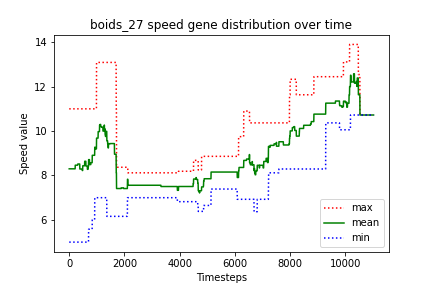 boids_27 speed gene distribution over time
14
12
10
8
6
Speed value
0
2000
4000
6000
8000
10000
Timesteps
max
mean
min